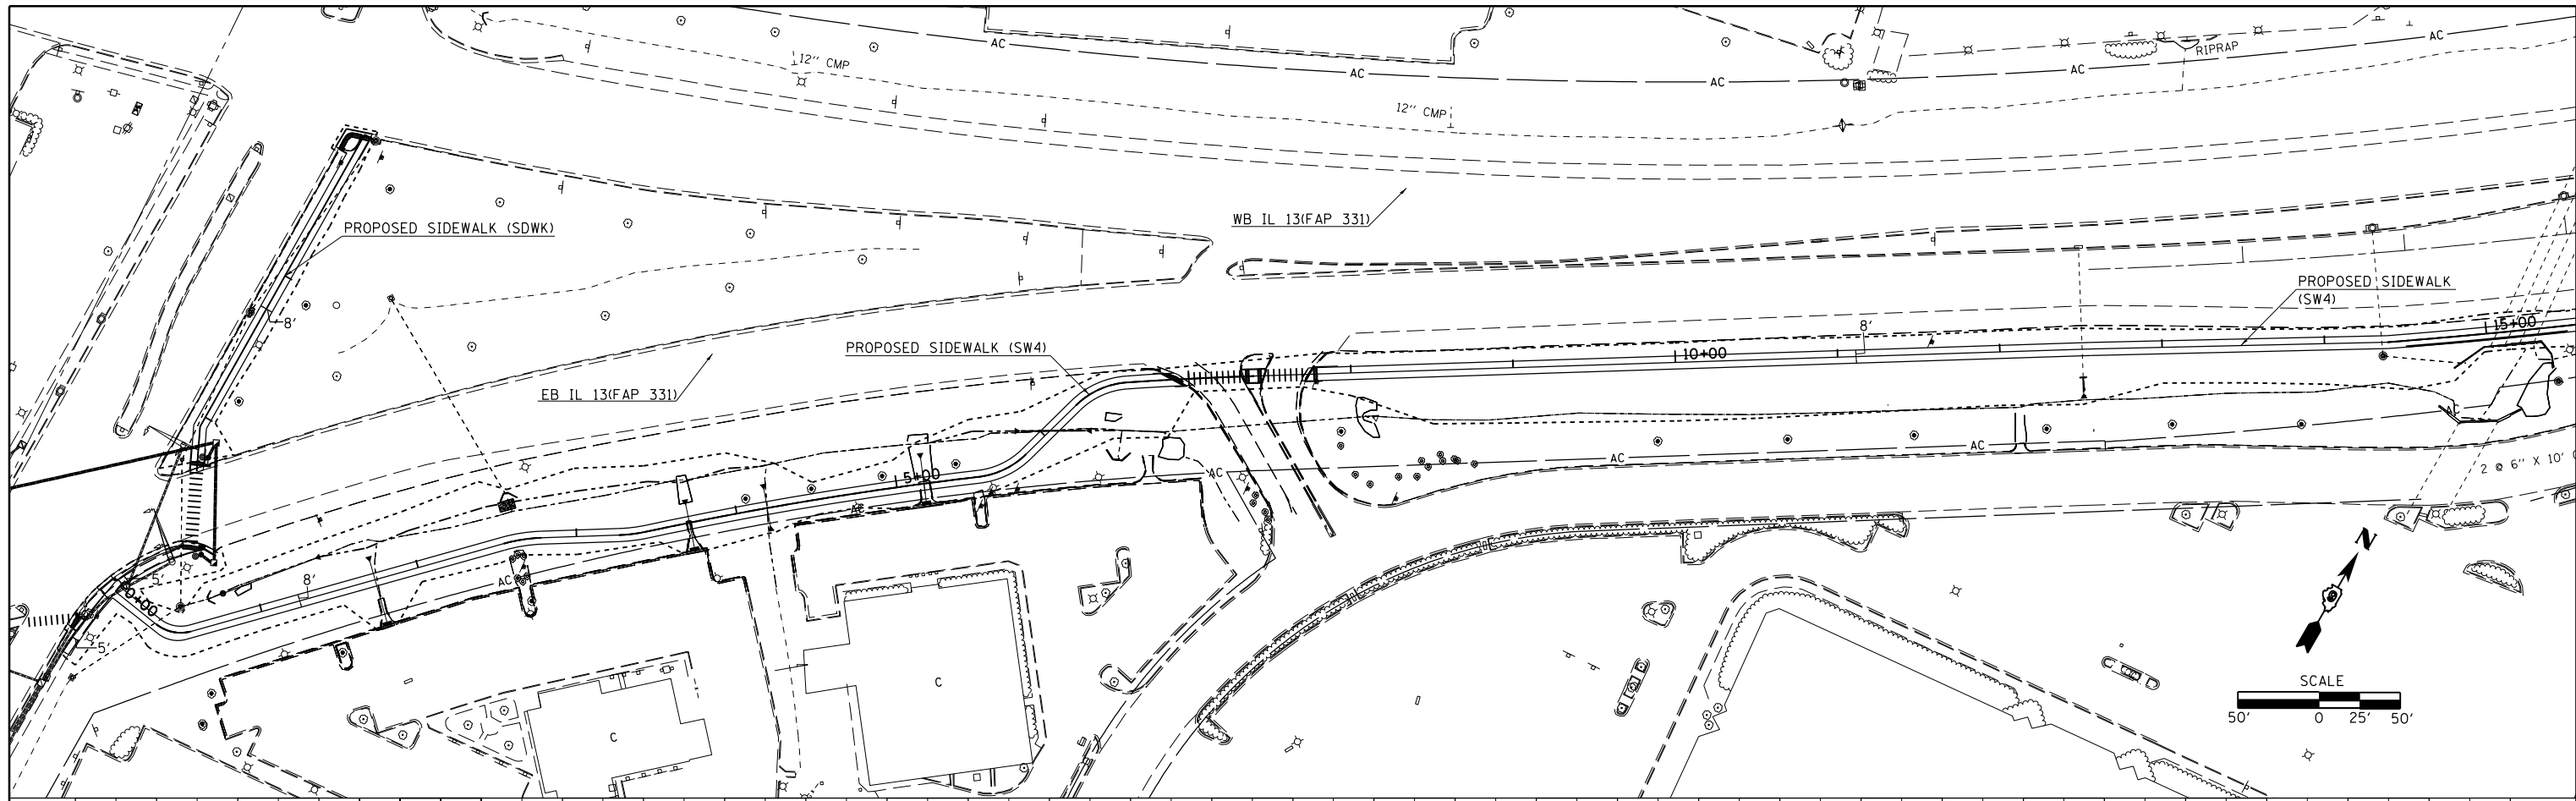 AC
12" CMP
AC
12" CMP
AC
AC
RIPRAP
AC
PROPOSED SIDEWALK (SDWK)
WB IL 13(FAP 331)
PROPOSED SIDEWALK
(SW4)
8'
15+00
8'
PROPOSED SIDEWALK (SW4)
10+00
EB IL 13(FAP 331)
AC
AC
AC
AC
5+00
AC
2 @ 6" X 10'
N
AC
8'
5'
0+00
5'
C
C
SCALE
50' 0 25' 50'